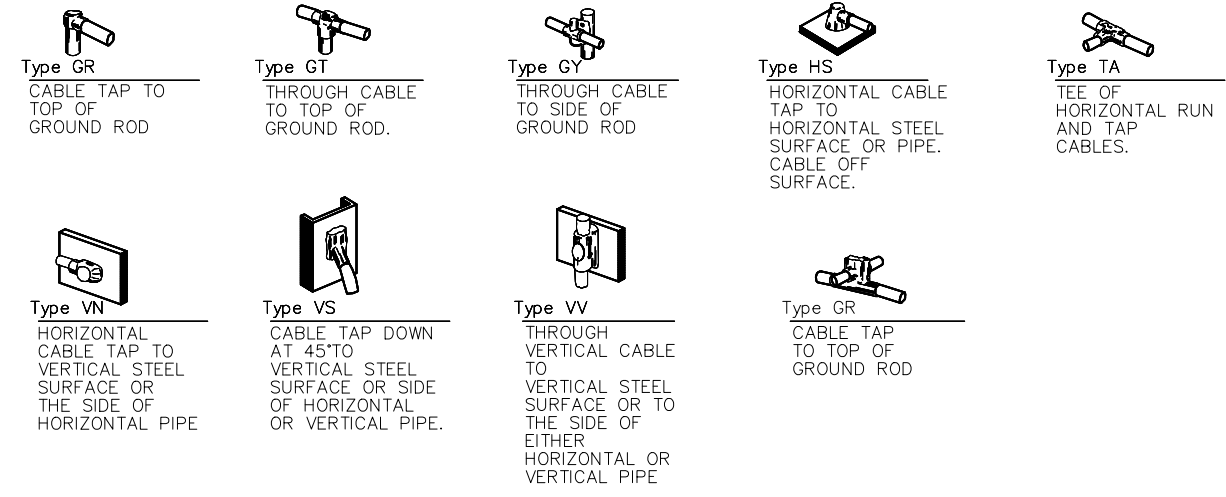 Type GR
CABLE TAP TO
TOP OF
GROUND ROD
Type GT
THROUGH CABLE
TO TOP OF
GROUND ROD.
Type GY
THROUGH CABLE
TO SIDE OF
GROUND ROD
Type HS
HORIZONTAL CABLE
TAP TO
HORIZONTAL STEEL
SURFACE OR PIPE.
CABLE OFF
SURFACE.
Type TA
TEE OF
HORIZONTAL RUN
AND TAP
CABLES.
Type VN
HORIZONTAL
CABLE TAP TO
VERTICAL STEEL
SURFACE OR
THE SIDE OF
HORIZONTAL PIPE
Type VS
CABLE TAP DOWN
AT 45°TO
VERTICAL STEEL
SURFACE OR SIDE
OF HORIZONTAL
OR VERTICAL PIPE.
Type VV
THROUGH
VERTICAL CABLE
TO
VERTICAL STEEL
SURFACE OR TO
THE SIDE OF
EITHER
HORIZONTAL OR
VERTICAL PIPE
Type GR
CABLE TAP
TO TOP OF
GROUND ROD